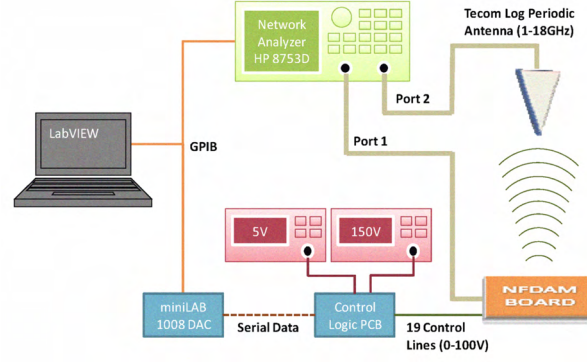 Network
Analyzer
HP 8753D
Tecom Log Periodic
Antenna (1-18GHz)
Port 2
LabVIEW
GPIB
Port 1
5V
150V
miniLAB
1008 DAC
Serial Data
Control
Logic PCB
19 Control
Lines (0-100V)
NFDAM
BOARD